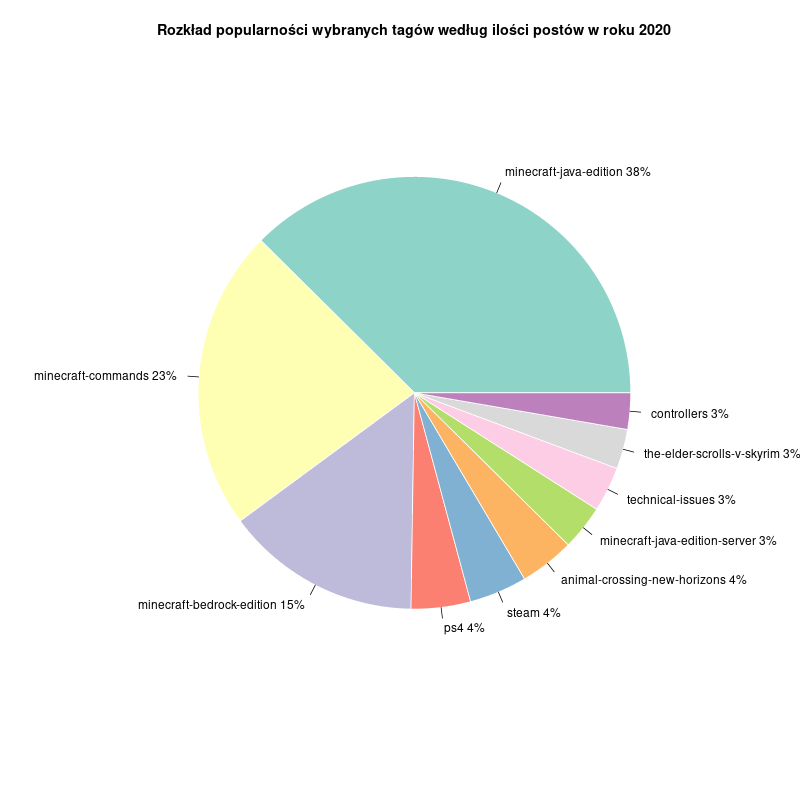 Rozkład popularności wybranych tagów według ilości postów w roku 2020
minecraft-java-edition 38%
minecraft-commands 23%
minecraft-bedrock-edition 15%
ps4 4%
steam 4%
animal-crossing-new-horizons 4%
minecraft-java-edition-server 3%
technical-issues 3%
the-elder-scrolls-v-skyrim 3%
controllers 3%